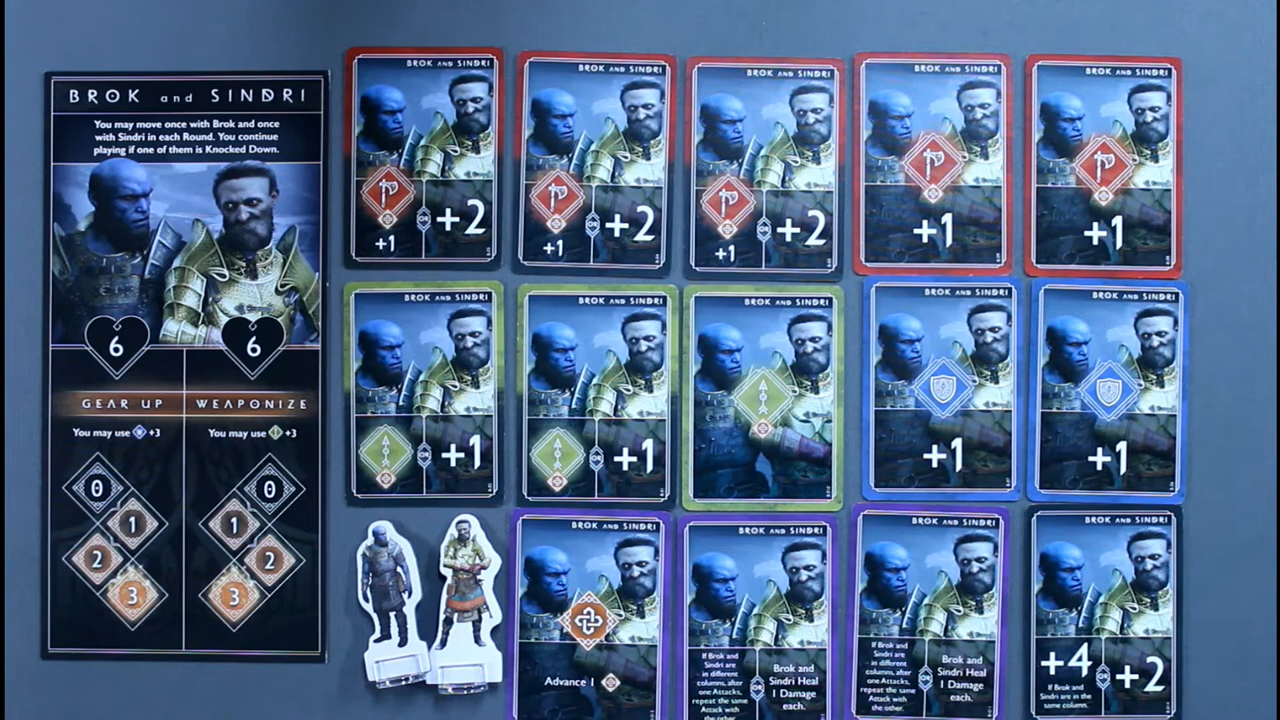 BROK AND SINDRI
You may move once with Brok and once
with Sindri in each Round. You continue
playing if one of them is Knocked Down.
6
6
GEAR UP
WEAPONIZE
You may use +3
You may use +3
0
1
2
3
0
1
2
3
BROK AND SINDRI
+1
OR
+2
BROK AND SINDRI
+1
OR
+2
BROK AND SINDRI
+1
OR
+2
BROK AND SINDRI
+1
BROK AND SINDRI
+1
BROK AND SINDRI
OR
+1
BROK AND SINDRI
OR
+1
BROK AND SINDRI
BROK AND SINDRI
+1
BROK AND SINDRI
+1
BROK AND SINDRI
Advance 1
BROK AND SINDRI
If Brok and
Sindri are
in different
columns, after
one Attacks,
repeat the same
Attack with
the other.
OR
Brok and
Sindri Heal
1 Damage
each.
BROK AND SINDRI
If Brok and
Sindri are
in different
columns, after
one Attacks,
repeat the same
Attack with
the other.
OR
Brok and
Sindri Heal
1 Damage
each.
BROK AND SINDRI
+4
If Brok and
Sindri are in the
same column.
OR
+2